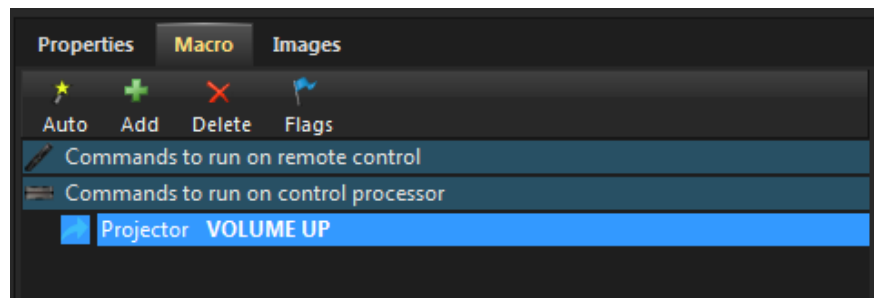 Properties Macro Images
Auto Add Delete Flags
Commands to run on remote control
Commands to run on control processor
Projector VOLUME UP